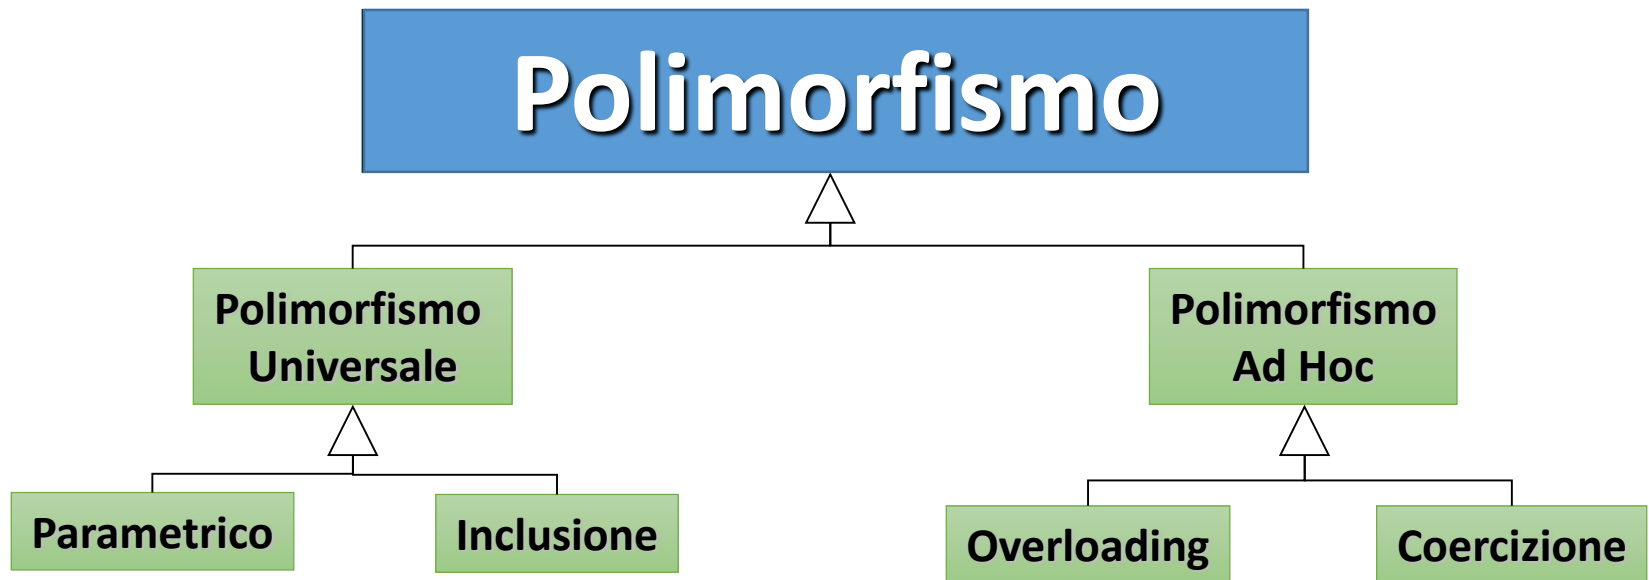 Polimorfismo
Polimorfismo
Universale
Polimorfismo
Ad Hoc
Parametrico
Inclusione
Overloading
Coercizione